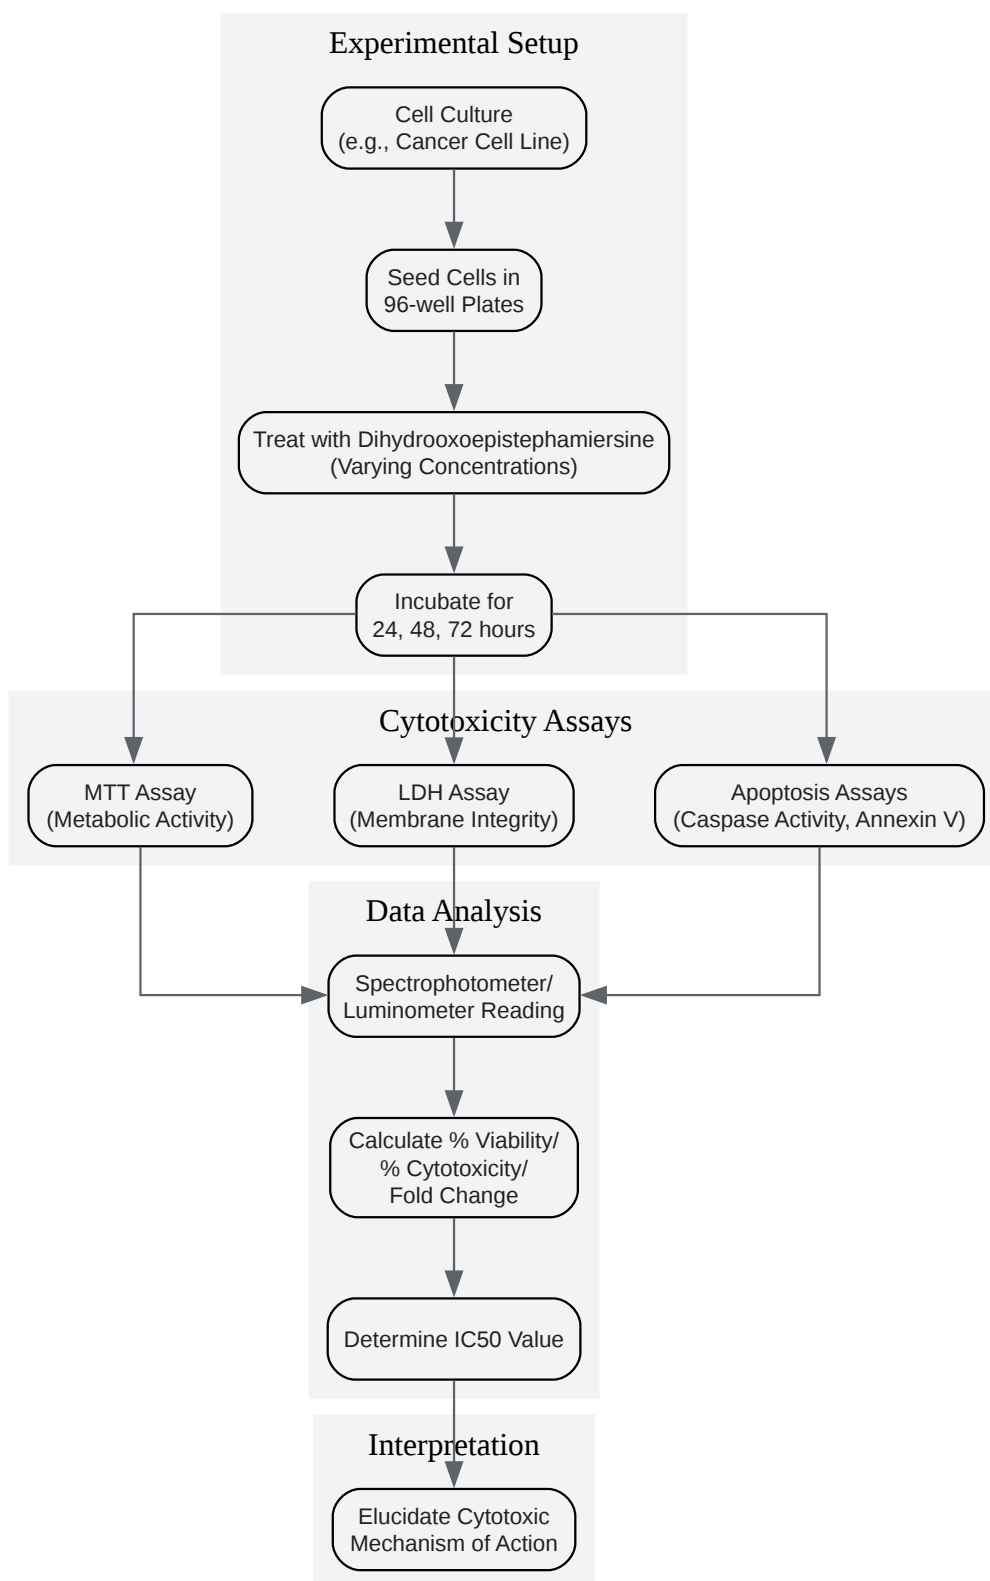 Experimental Setup
Cell Culture
(e.g., Cancer Cell Line)
Seed Cells in
96-well Plates
Treat with Dihydrooxoepistephamiersine
(Varying Concentrations)
Incubate for
24, 48, 72 hours
Cytotoxicity Assays
MTT Assay
(Metabolic Activity)
LDH Assay
(Membrane Integrity)
Apoptosis Assays
(Caspase Activity, Annexin V)
Data Analysis
Spectrophotometer/
Luminometer Reading
Calculate % Viability/
% Cytotoxicity/
Fold Change
Determine IC50 Value
Interpretation
Elucidate Cytotoxic
Mechanism of Action